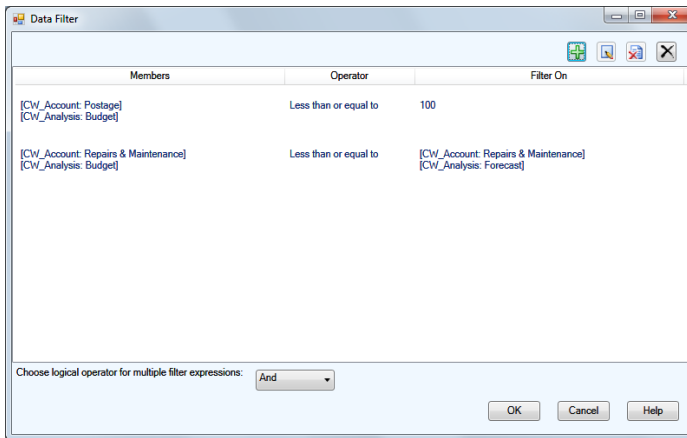 Data Filter
Members Operator Filter On
[CW_Account: Postage] Less than or equal to 100
[CW_Analysis: Budget]
[CW_Account: Repairs & Maintenance] Less than or equal to [CW_Account: Repairs & Maintenance]
[CW_Analysis: Budget] [CW_Analysis: Forecast]
Choose logical operator for multiple filter expressions: And
OK Cancel Help